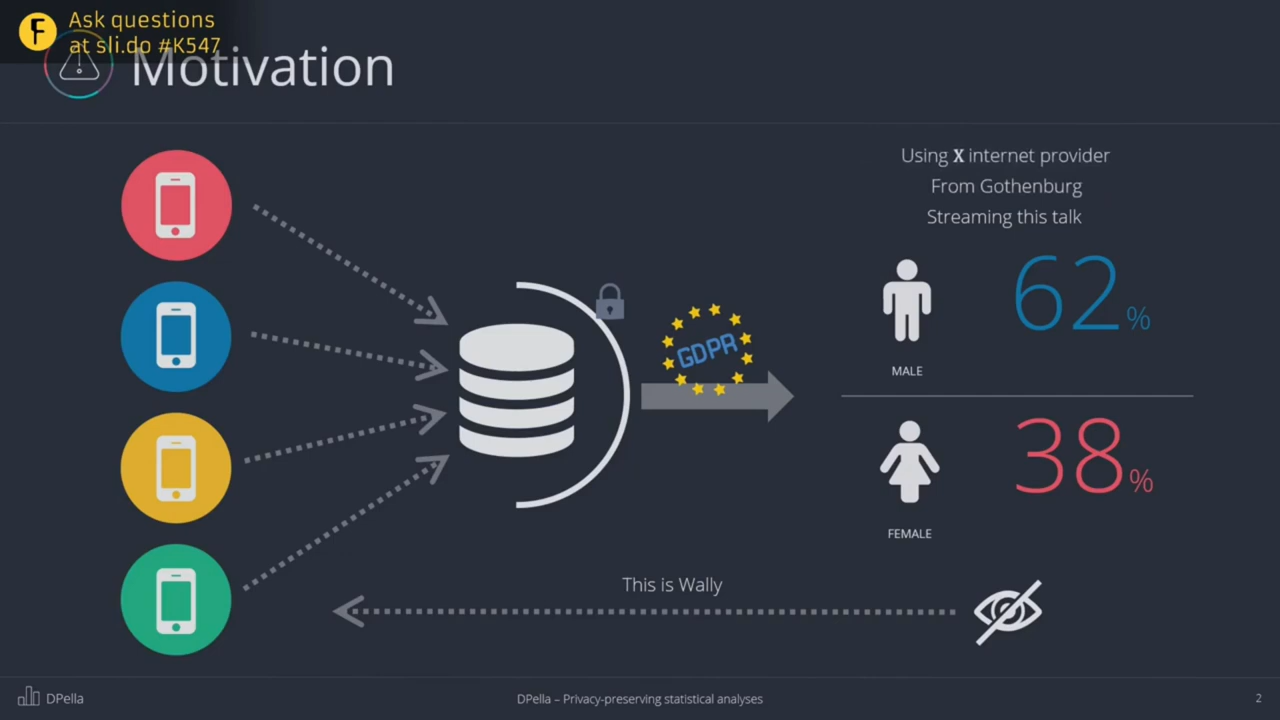 Ask questions
at sli.do #K547
Motivation
Using X internet provider
From Gothenburg
Streaming this talk
62%
MALE
GDPR
38%
FEMALE
This is Wally
DPella
DPella – Privacy-preserving statistical analyses
2